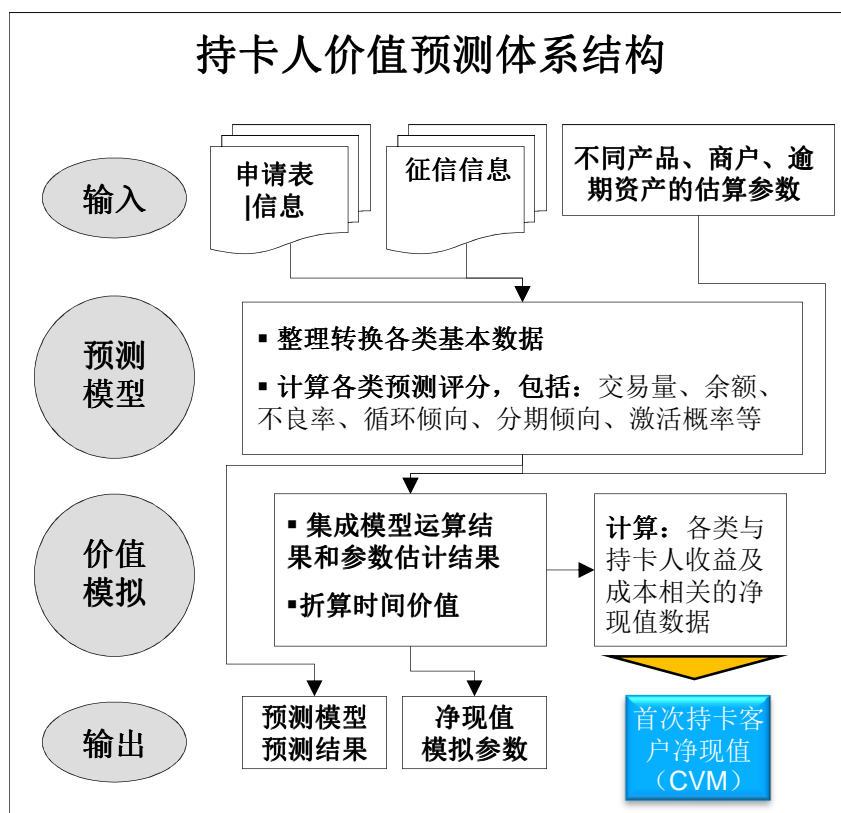 持卡人价值预测体系结构
输入
申请表
|信息
征信信息
不同产品、商户、逾
期资产的估算参数
预测
模型
▪ 整理转换各类基本数据
▪ 计算各类预测评分，包括：交易量、余额、
不良率、循环倾向、分期倾向、激活概率等
价值
模拟
▪ 集成模型运算结
果和参数估计结果
▪折算时间价值
计算：各类与
持卡人收益及
成本相关的净
现值数据
输出
预测模型
预测结果
净现值
模拟参数
首次持卡客
户净现值
（CVM）